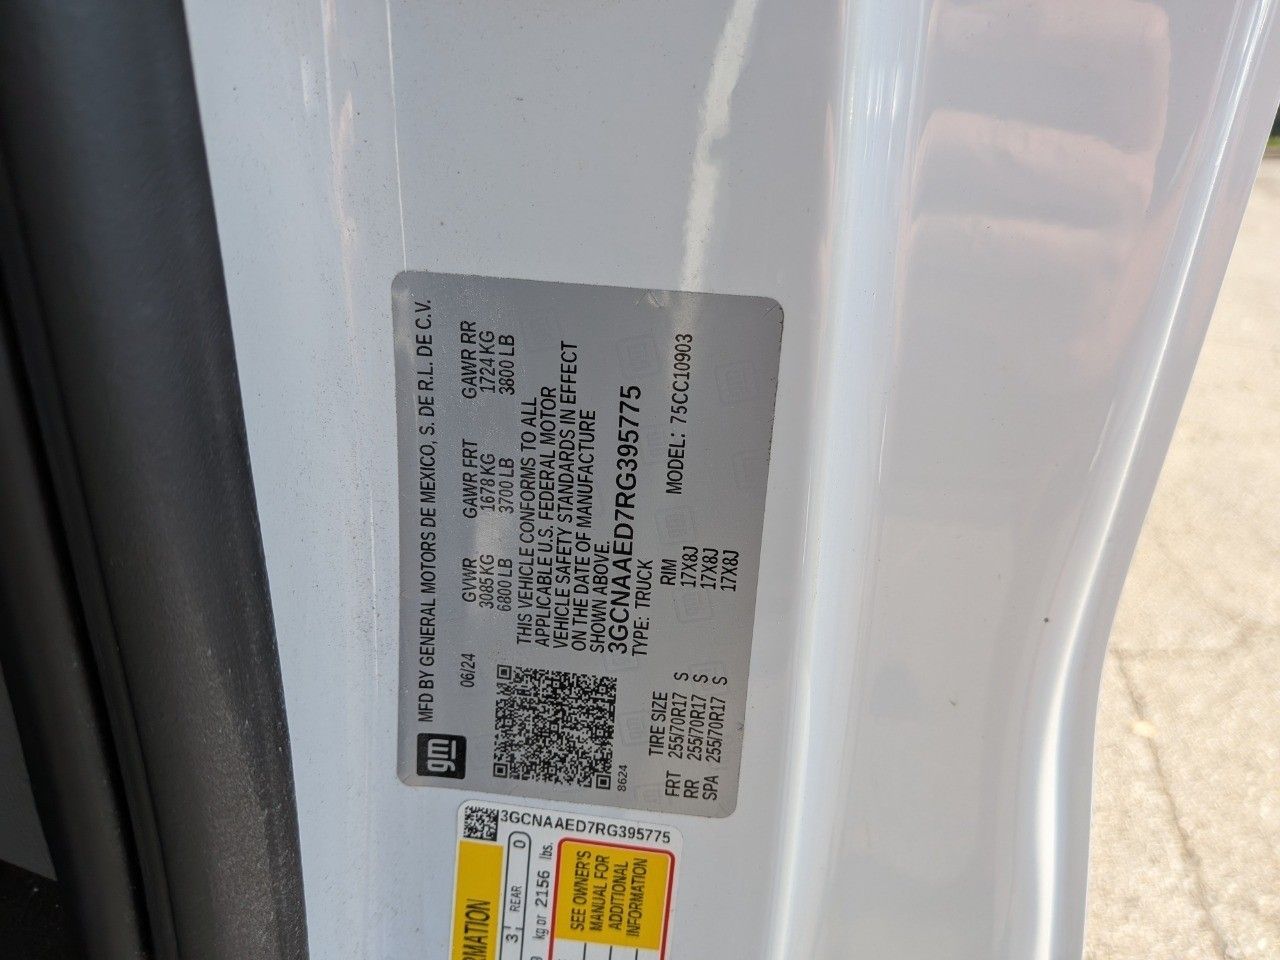 gm
MFD BY GENERAL MOTORS DE MEXICO, S. DE R.L. DE C.V.
06/24 GVWR GAWR FRT GAWR RR
3085 KG 1678 KG 1724 KG
6800 LB 3700 LB 3800 LB
THIS VEHICLE CONFORMS TO ALL
APPLICABLE U.S. FEDERAL MOTOR
VEHICLE SAFETY STANDARDS IN EFFECT
ON THE DATE OF MANUFACTURE
SHOWN ABOVE.
3GCNAAED7RG395775
8624 TYPE: TRUCK
MODEL: 75CC10903
TIRE SIZE RIM
FRT 255/70R17 S 17X8J
RR 255/70R17 S 17X8J
SPA 255/70R17 S 17X8J
3GCNAAED7RG395775
REAR 0
kg or 2156 lbs.
SEE OWNER'S
MANUAL FOR
ADDITIONAL
INFORMATION